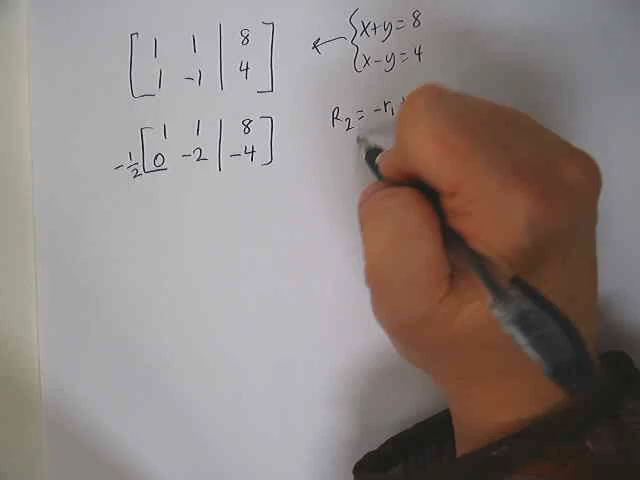 1 1 | 8
1 -1 | 4
x+y=8
x-y=4
1 1 | 8
-1/2 0 -2 | -4
R₂ = -r₁